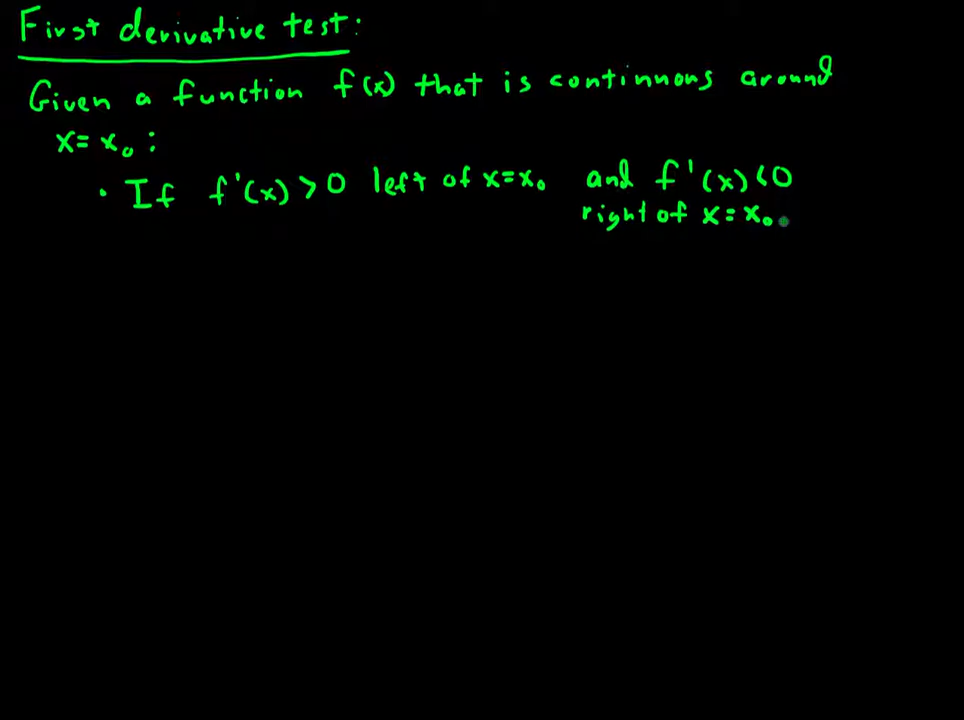 First derivative test:
Given a function f(x) that is continuous around
x = x₀ :
• If f'(x) > 0 left of x = x₀ and f'(x) < 0
right of x = x₀